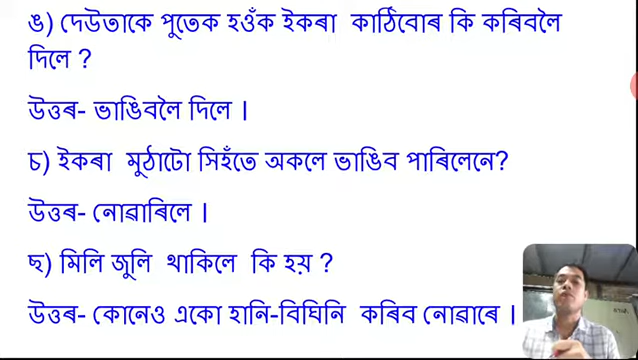 ঙ) দেউতাকে পুতেক হওঁক ইকৰা কাঠিবোৰ কি কৰিবলৈ
দিলে ?
উত্তৰ- ভাঙিবলৈ দিলে ।
চ) ইকৰা মুঠাটো সিহঁতে অকলে ভাঙিব পাৰিলেনে?
উত্তৰ- নোৱাৰিলে ।
ছ) মিলি জুলি থাকিলে কি হয় ?
উত্তৰ- কোনেও একো হানি-বিঘিনি কৰিব নোৱাৰে ।